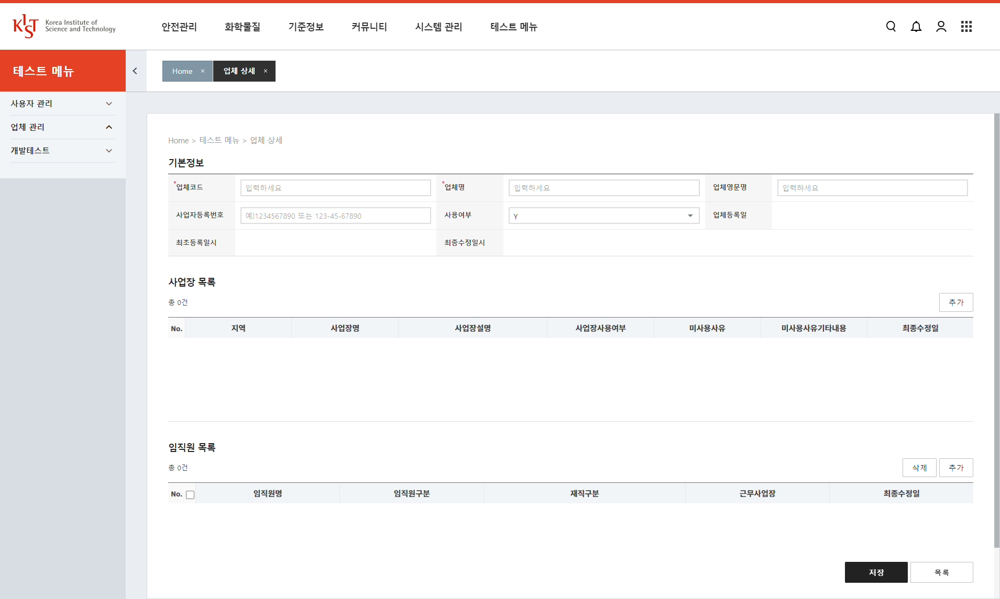 KIST Korea Institute of
Science and Technology
안전관리 화학물질 기준정보 커뮤니티 시스템 관리 테스트 메뉴
테스트 메뉴
Home × 업체 상세 ×
사용자 관리
업체 관리
개발테스트
Home > 테스트 메뉴 > 업체 상세
기본정보
*업체코드 입력하세요 *업체명 입력하세요 업체영문명 입력하세요
사업자등록번호 예)1234567890 또는 123-45-67890 사용여부 Y 업체등록일
최초등록일시 최종수정일시
사업장 목록
총 0건 추가
No. 지역 사업장명 사업장설명 사업장사용여부 미사용사유 미사용사유기타내용 최종수정일
임직원 목록
총 0건 삭제 추가
No. 임직원명 임직원구분 재직구분 근무사업장 최종수정일
저장 목록